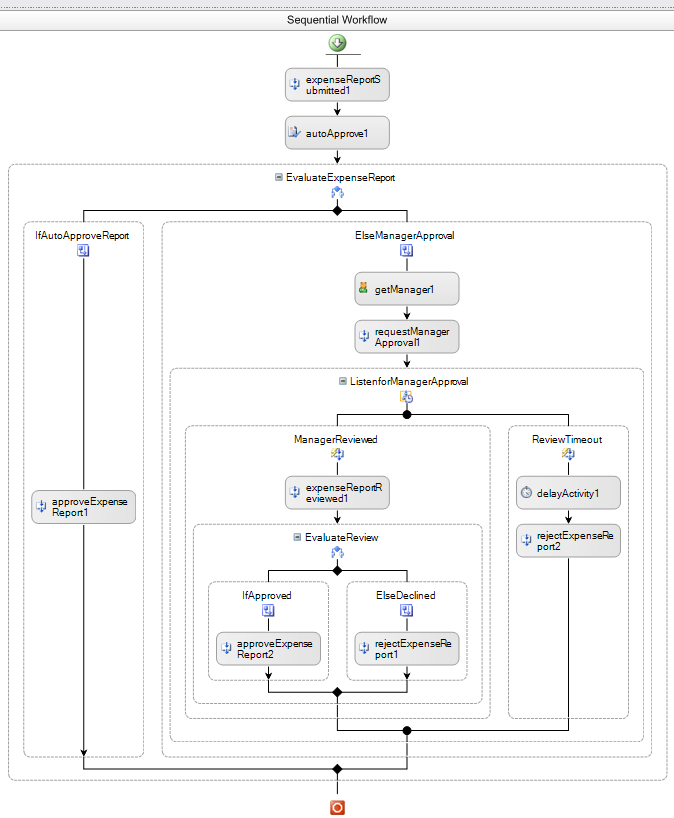 Sequential Workflow
expenseReportS
ubmitted1
autoApprove1
EvaluateExpenseReport
IfAutoApproveReport
ElseManagerApproval
getManager1
requestManager
Approval1
ListenforManagerApproval
ManagerReviewed
ReviewTimeout
expenseReportR
eviewed1
delayActivity1
approveExpense
Report1
EvaluateReview
rejectExpenseRe
port2
IfApproved
ElseDeclined
approveExpense
Report2
rejectExpenseRe
port1